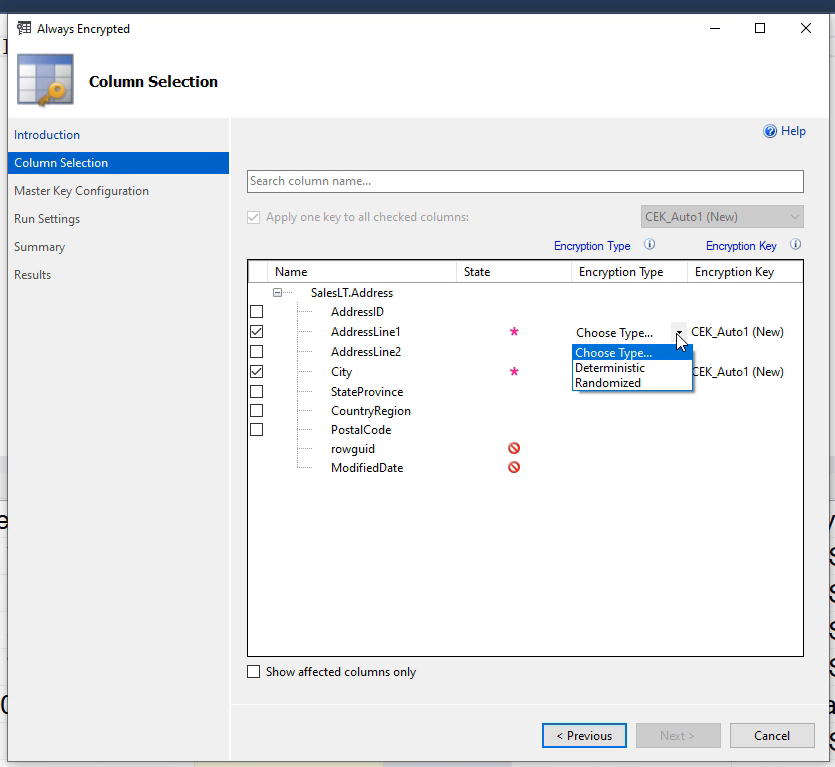 Always Encrypted
Column Selection
Introduction
Column Selection
Master Key Configuration
Run Settings
Summary
Results
Help
Search column name...
Apply one key to all checked columns: CEK_Auto1 (New)
Encryption Type Encryption Key
Name State Encryption Type Encryption Key
SalesLT.Address
AddressID
AddressLine1 * Choose Type... CEK_Auto1 (New)
AddressLine2 Choose Type...
Deterministic
City * CEK_Auto1 (New)
Randomized
StateProvince
CountryRegion
PostalCode
rowguid
ModifiedDate
Show affected columns only
< Previous Next > Cancel